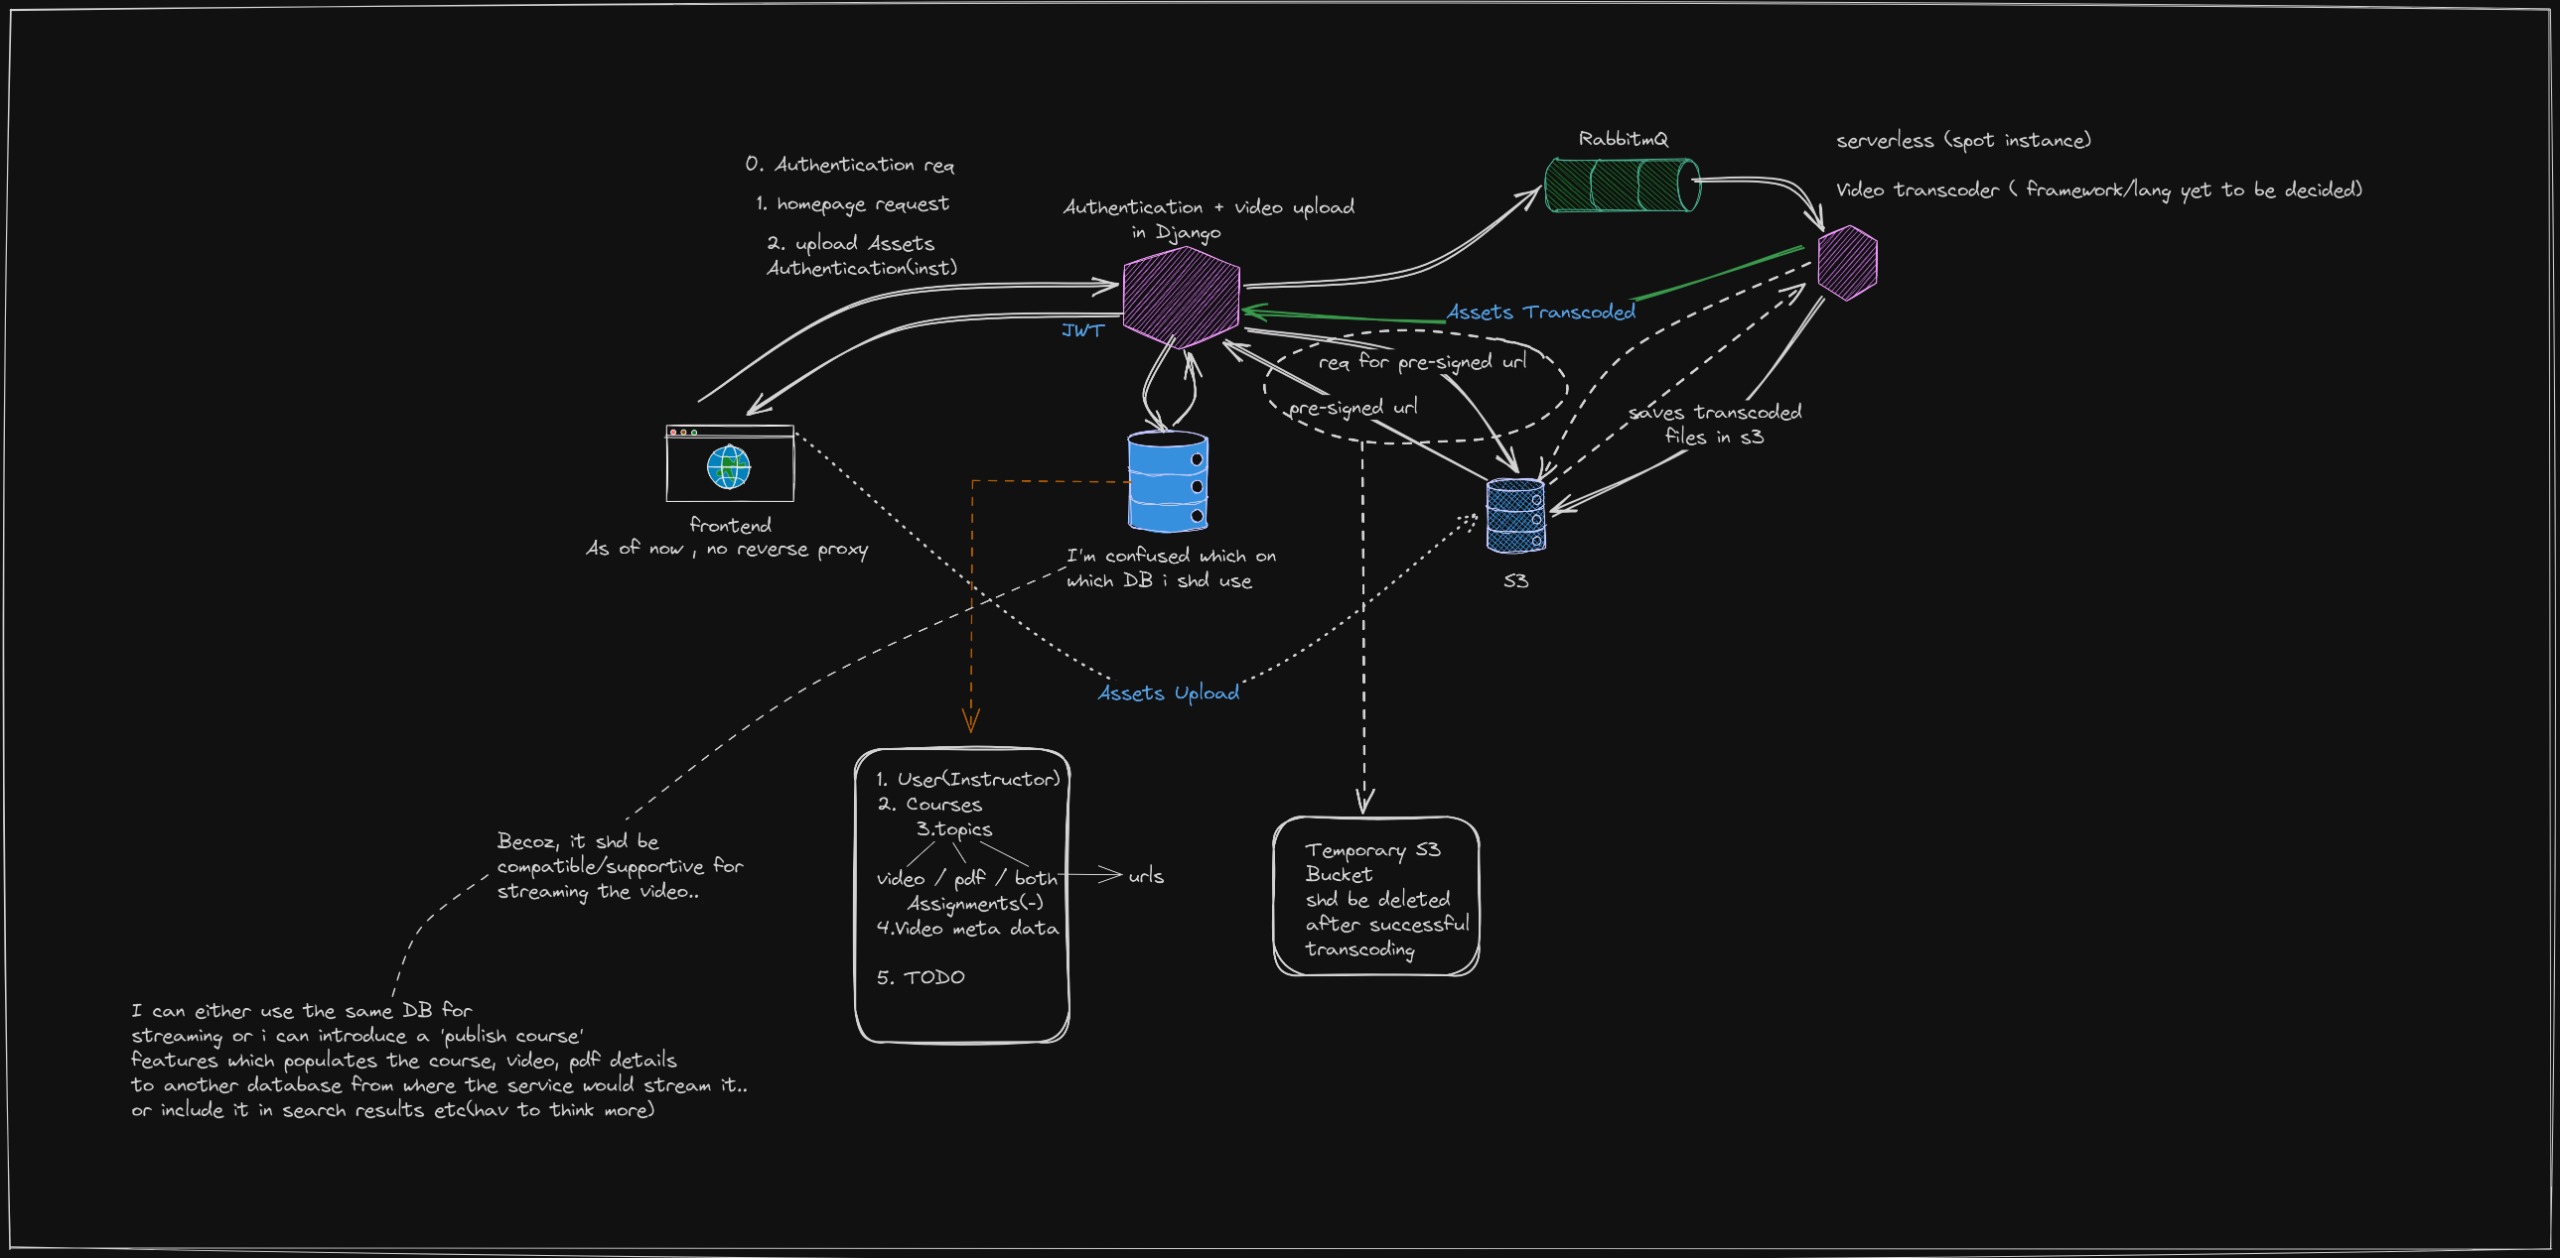 0. Authentication req
1. homepage request
2. upload Assets
Authentication(inst)
Authentication + video upload
in Django
JWT
RabbitmQ
serverless (spot instance)
Video transcoder ( framework/lang yet to be decided)
Assets Transcoded
req for pre-signed url
pre-signed url
saves transcoded
files in s3
frontend
As of now , no reverse proxy
I'm confused which on
which DB i shd use
S3
Assets Upload
1. User(Instructor)
2. Courses
3.topics
video / pdf / both
Assignments(-)
4.Video meta data
5. TODO
urls
Temporary S3
Bucket
shd be deleted
after successful
transcoding
Becoz, it shd be
compatible/supportive for
streaming the video..
I can either use the same DB for
streaming or i can introduce a 'publish course'
features which populates the course, video, pdf details
to another database from where the service would stream it..
or include it in search results etc(hav to think more)